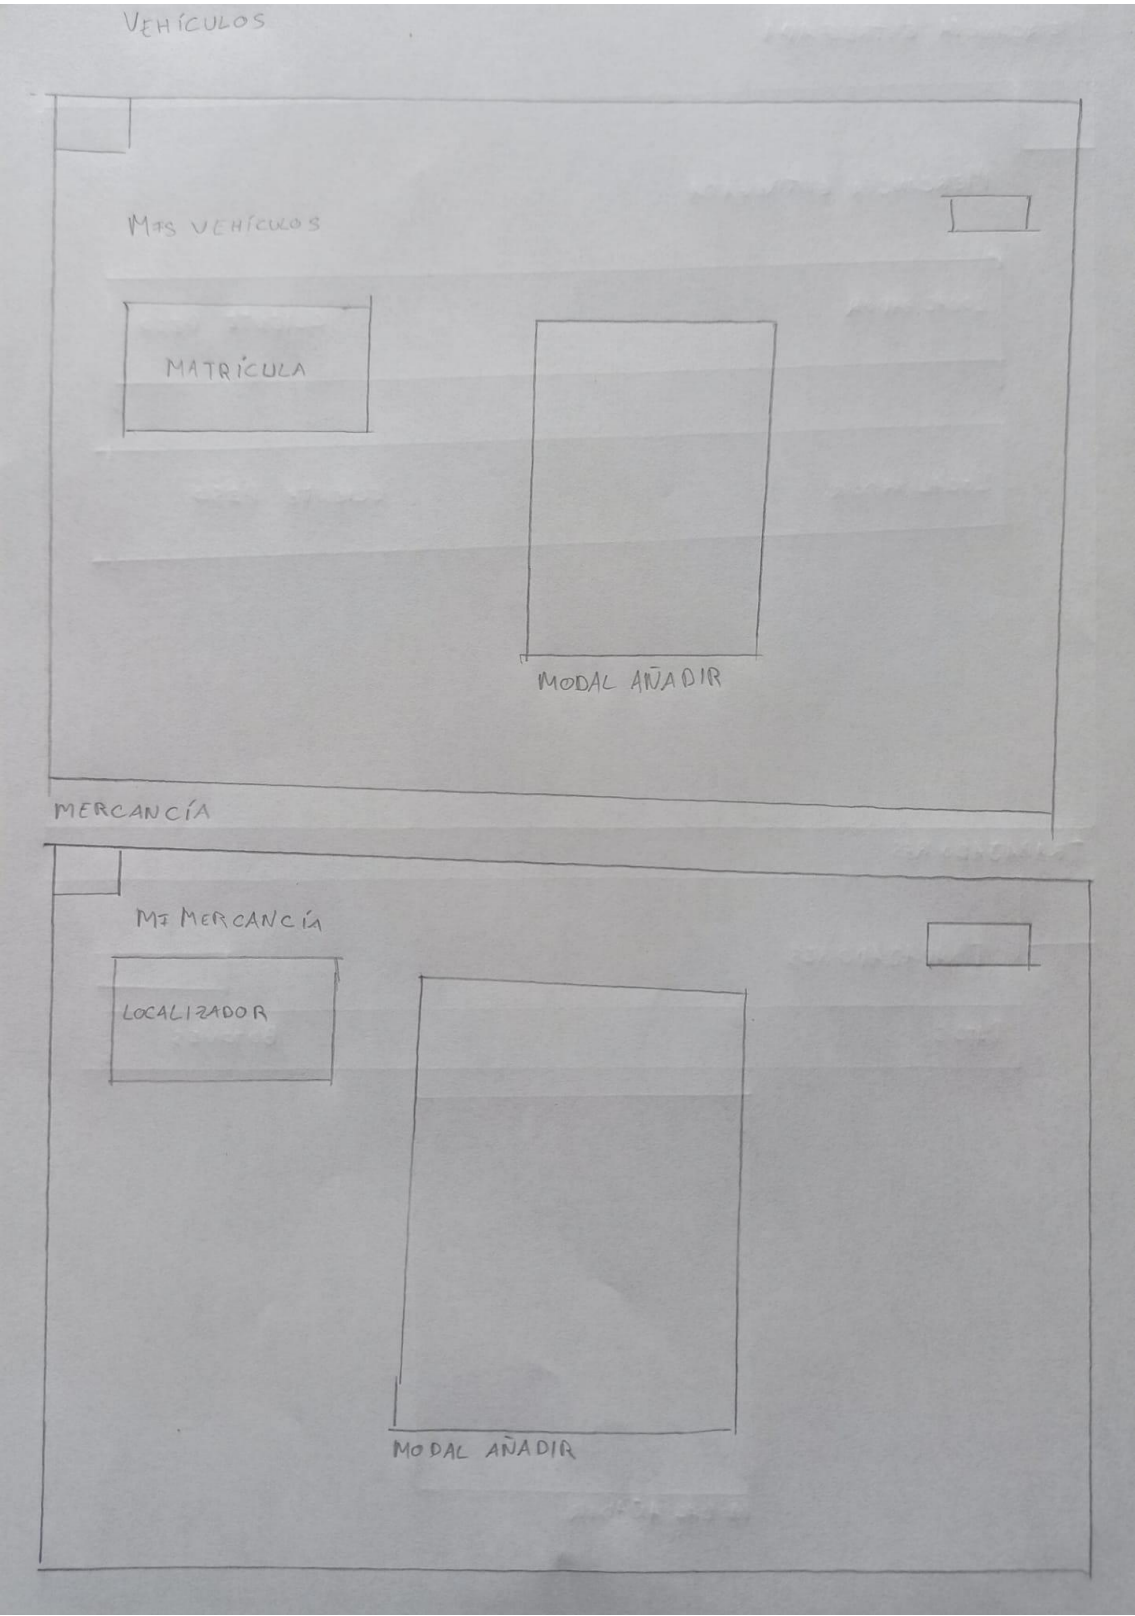 VEHÍCULOS
MIS VEHÍCULOS
MATRÍCULA
MODAL AÑADIR
MERCANCÍA
MI MERCANCÍA
LOCALIZADOR
MODAL AÑADIR